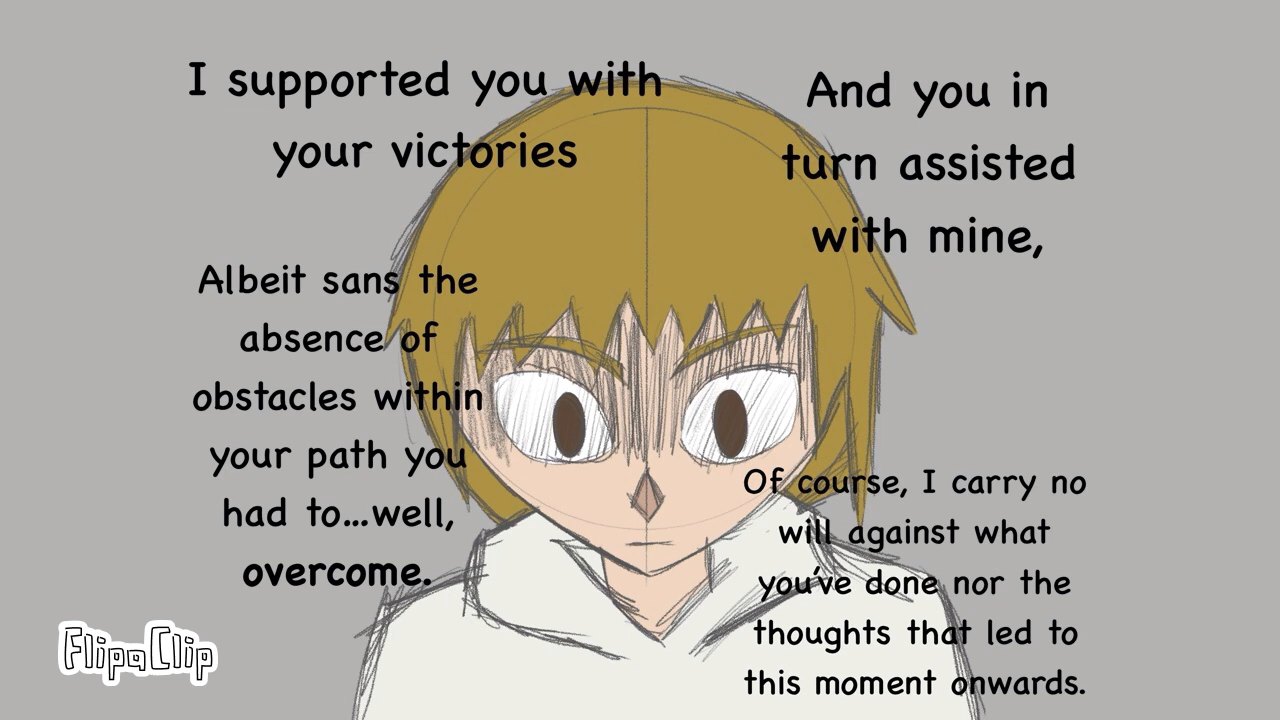 I supported you with
your victories
And you in
turn assisted
with mine,
Albeit sans the
absence of
obstacles within
your path you
had to...well,
overcome.
Of course, I carry no
will against what
you've done nor the
thoughts that led to
this moment onwards.
FlipaClip